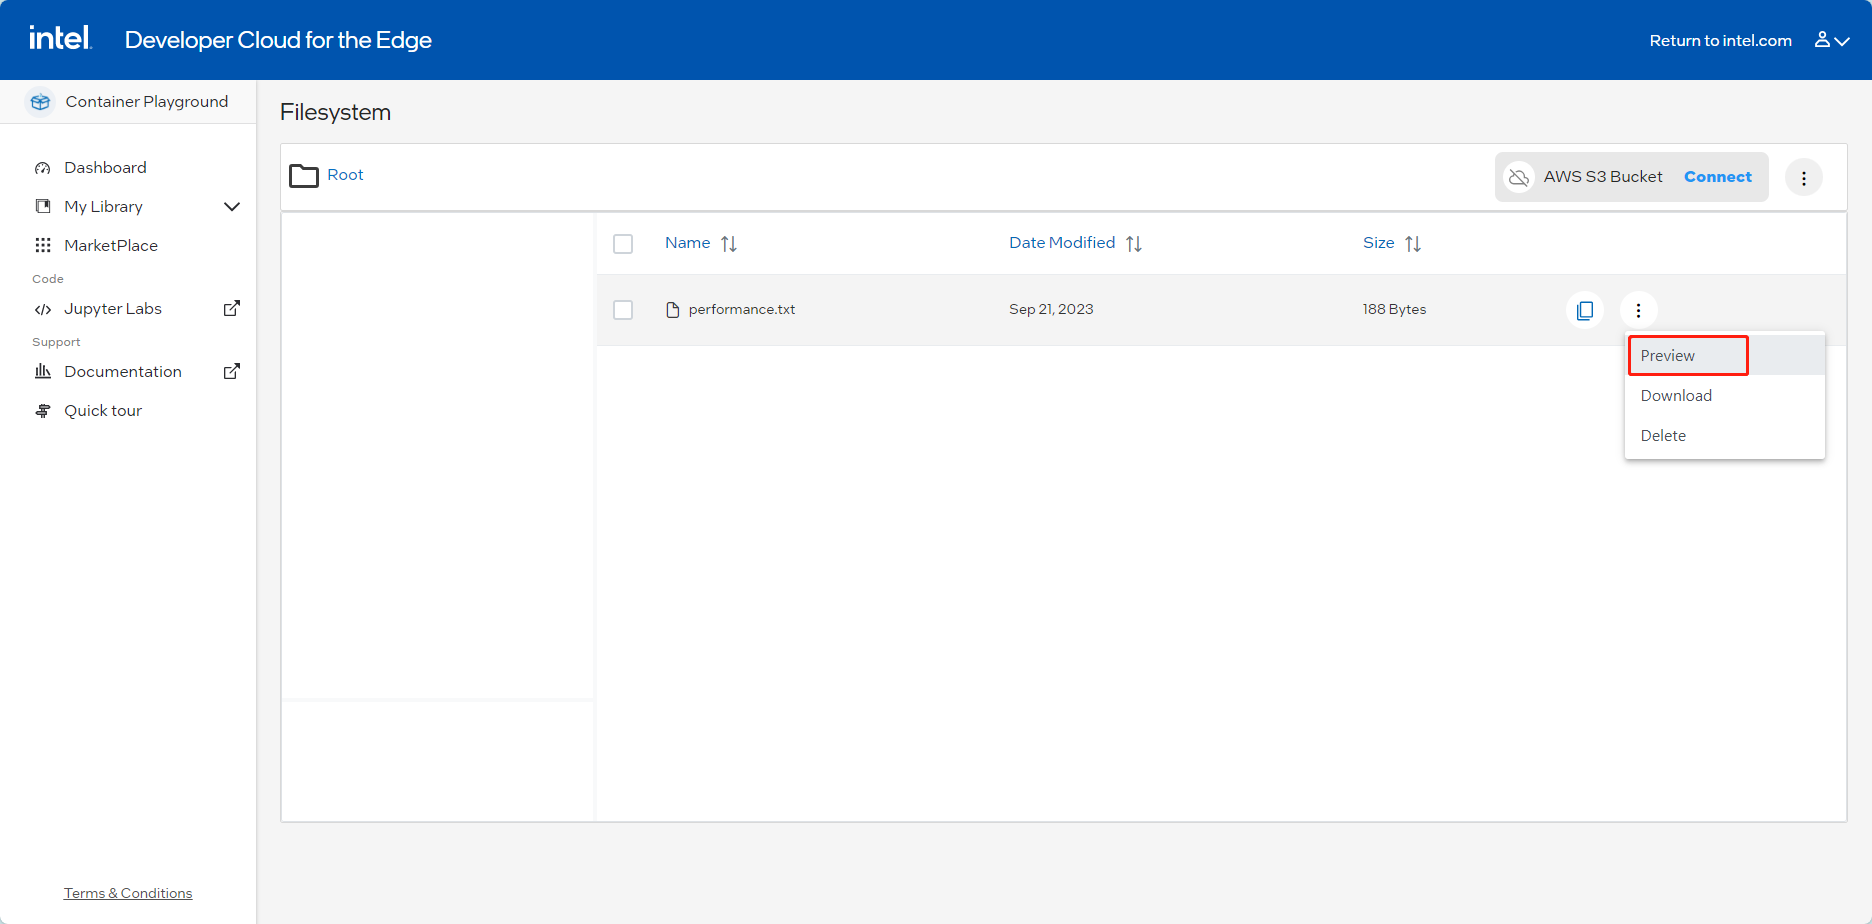 intel. Developer Cloud for the Edge Return to intel.com
Container Playground
Dashboard
My Library
MarketPlace
Code
Jupyter Labs
Support
Documentation
Quick tour
Terms & Conditions
Filesystem
Root AWS S3 Bucket Connect
Name Date Modified Size
performance.txt Sep 21, 2023 188 Bytes
Preview
Download
Delete